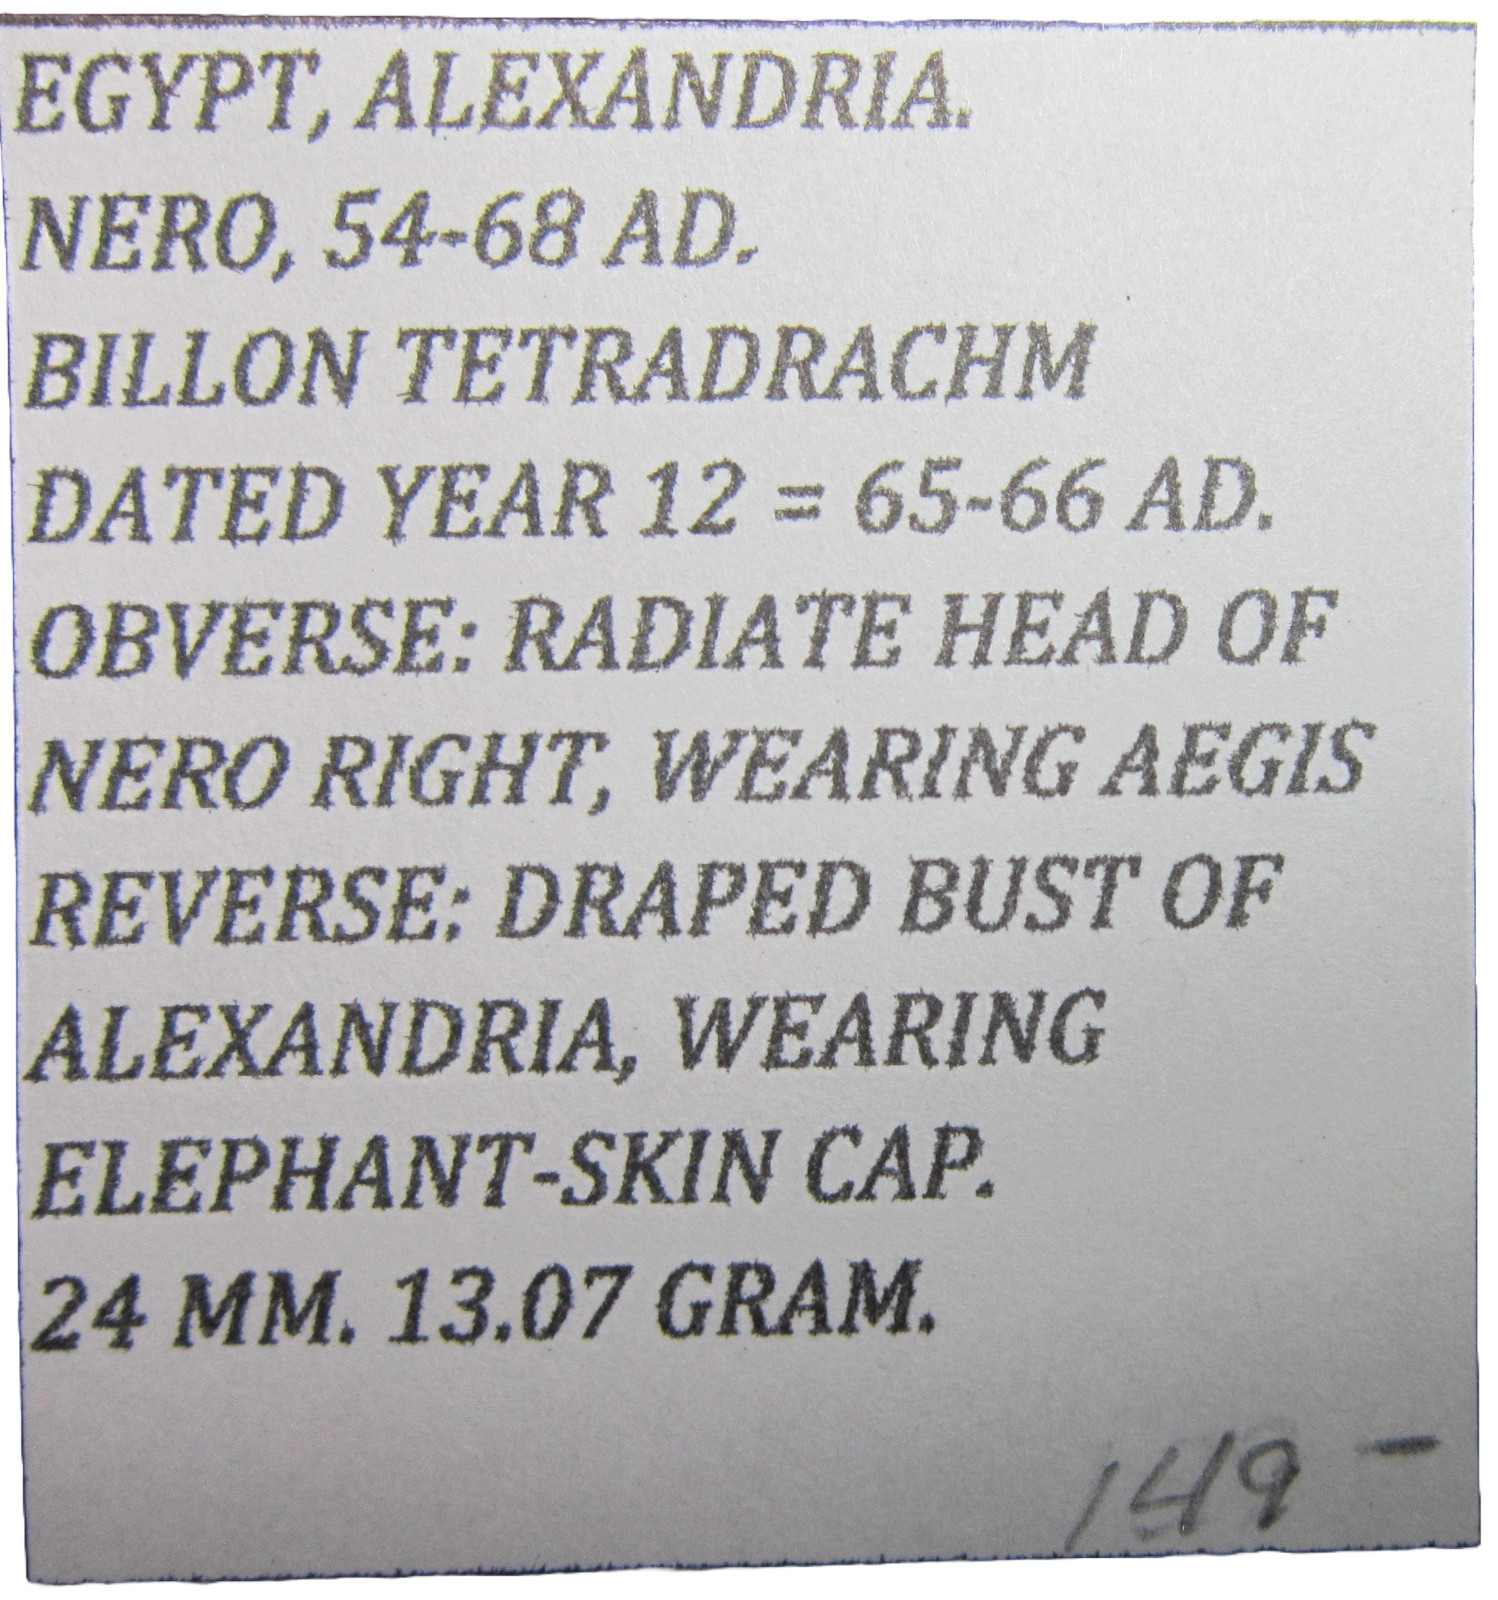 EGYPT, ALEXANDRIA.
NERO, 54-68 AD.
BILLON TETRADRACHM
DATED YEAR 12 = 65-66 AD.
OBVERSE: RADIATE HEAD OF
NERO RIGHT, WEARING AEGIS
REVERSE: DRAPED BUST OF
ALEXANDRIA, WEARING
ELEPHANT-SKIN CAP.
24 MM. 13.07 GRAM.
149 -